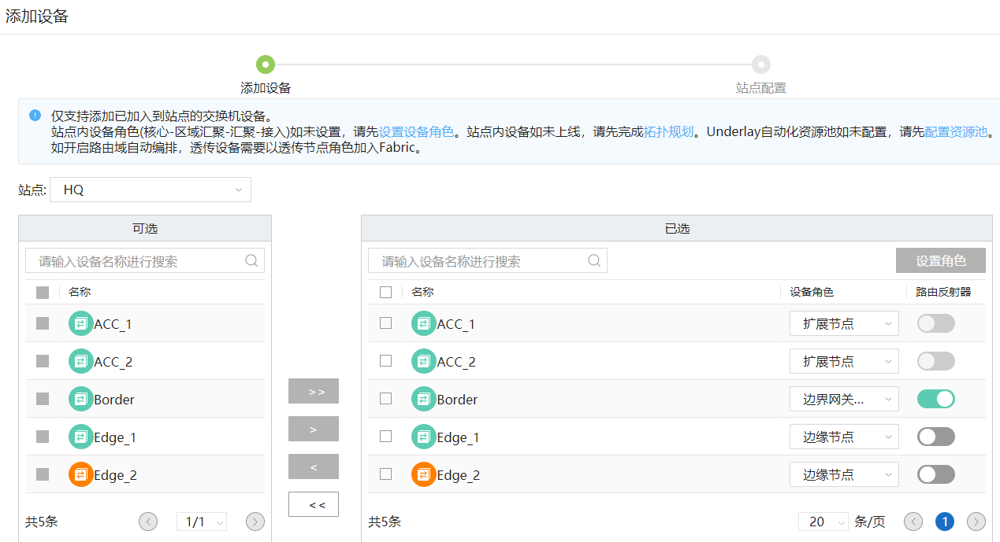 添加设备
添加设备
站点配置
仅支持添加已加入到站点的交换机设备。
站点内设备角色(核心-区域汇聚-汇聚-接入)如未设置，请先设置设备角色。站点内设备如未上线，请先完成拓扑规划。Underlay自动化资源池如未配置，请先配置资源池。
如开启路由域自动编排，透传设备需要以透传节点角色加入Fabric。
站点: HQ
可选
请输入设备名称进行搜索
名称
ACC_1
ACC_2
Border
Edge_1
Edge_2
共5条 1/1
>>
>
<
<<
已选
请输入设备名称进行搜索 设置角色
名称 设备角色 路由反射器
ACC_1 扩展节点
ACC_2 扩展节点
Border 边界网关...
Edge_1 边缘节点
Edge_2 边缘节点
共5条 20 条/页 1